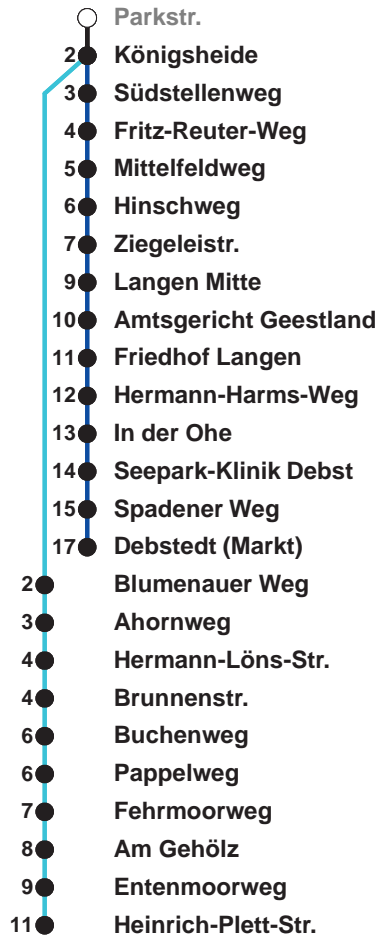 Parkstr.
2 Königsheide
3 Südstellenweg
4 Fritz-Reuter-Weg
5 Mittelfeldweg
6 Hinschweg
7 Ziegeleistr.
9 Langen Mitte
10 Amtsgericht Geestland
11 Friedhof Langen
12 Hermann-Harms-Weg
13 In der Ohe
14 Seepark-Klinik Debst
15 Spadener Weg
17 Debstedt (Markt)
2 Blumenauer Weg
3 Ahornweg
4 Hermann-Löns-Str.
4 Brunnenstr.
6 Buchenweg
6 Pappelweg
7 Fehrmoorweg
8 Am Gehölz
9 Entenmoorweg
11 Heinrich-Plett-Str.